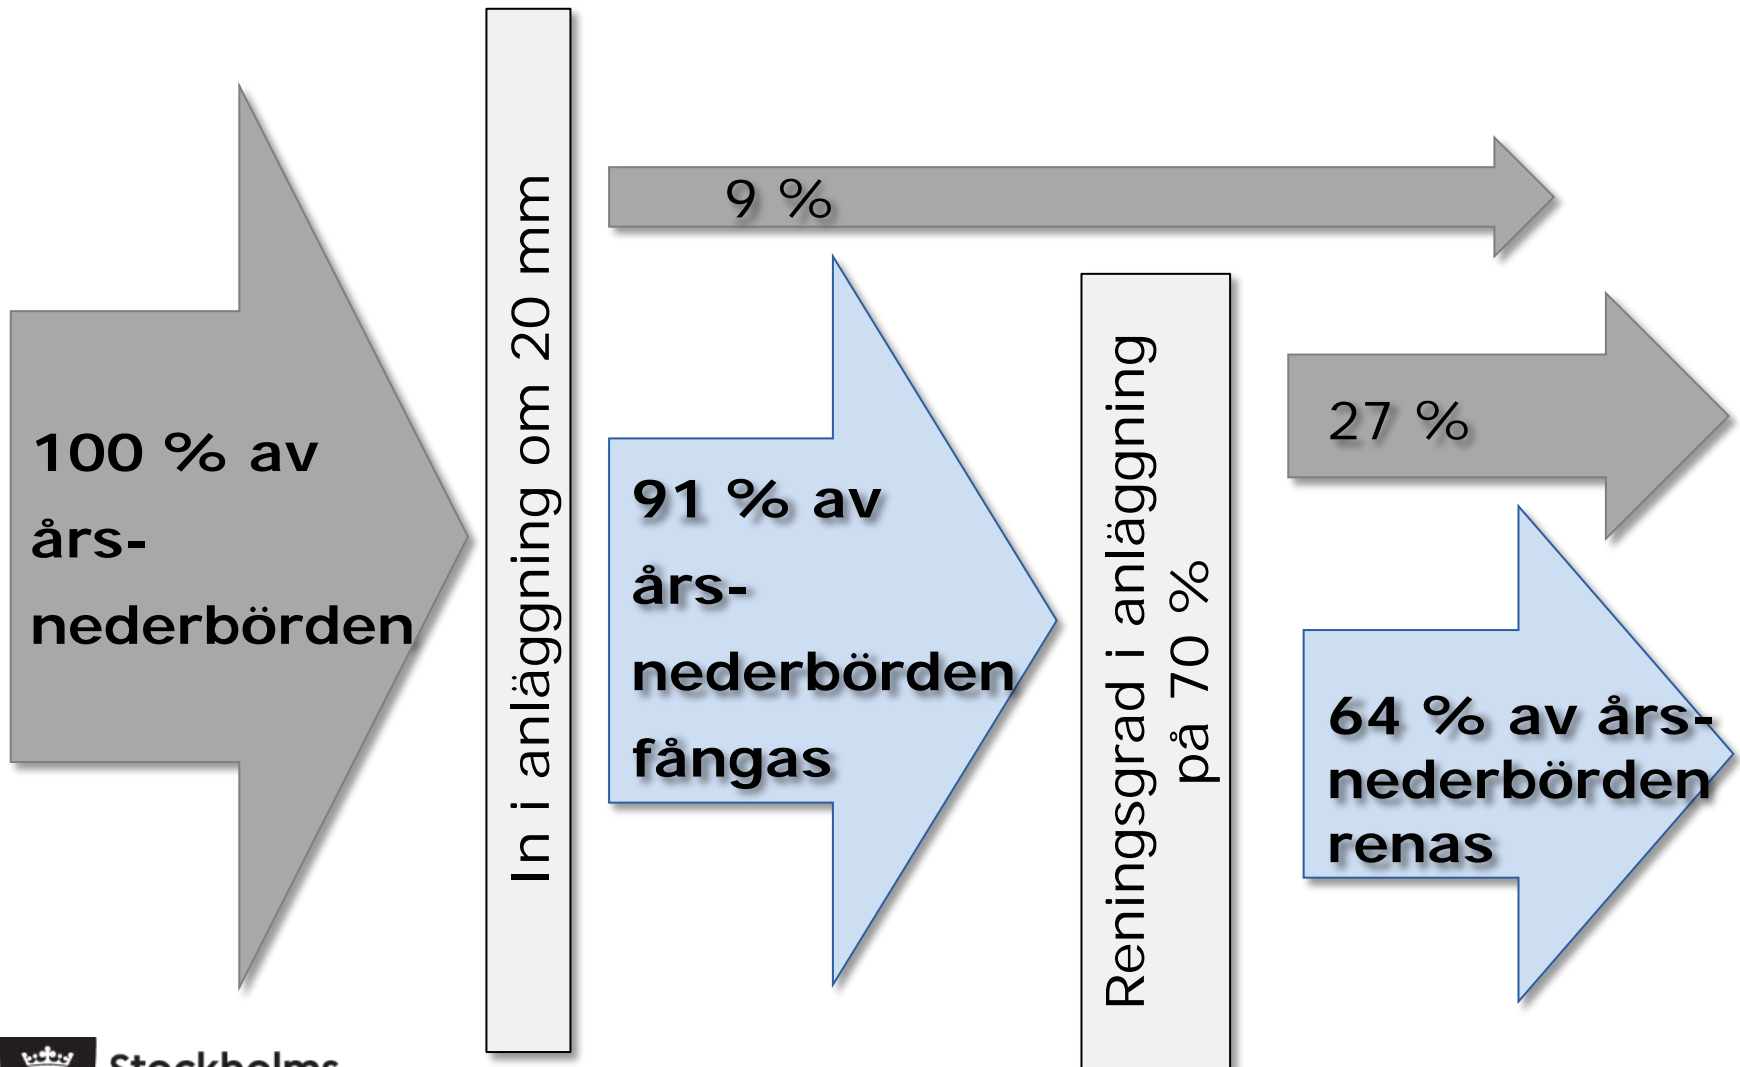 100 % av
års-
nederbörden
In i anläggning om 20 mm
9 %
91 % av
års-
nederbörden
fångas
Reningsgrad i anläggning
på 70 %
27 %
64 % av års-
nederbörden
renas
Stockholms